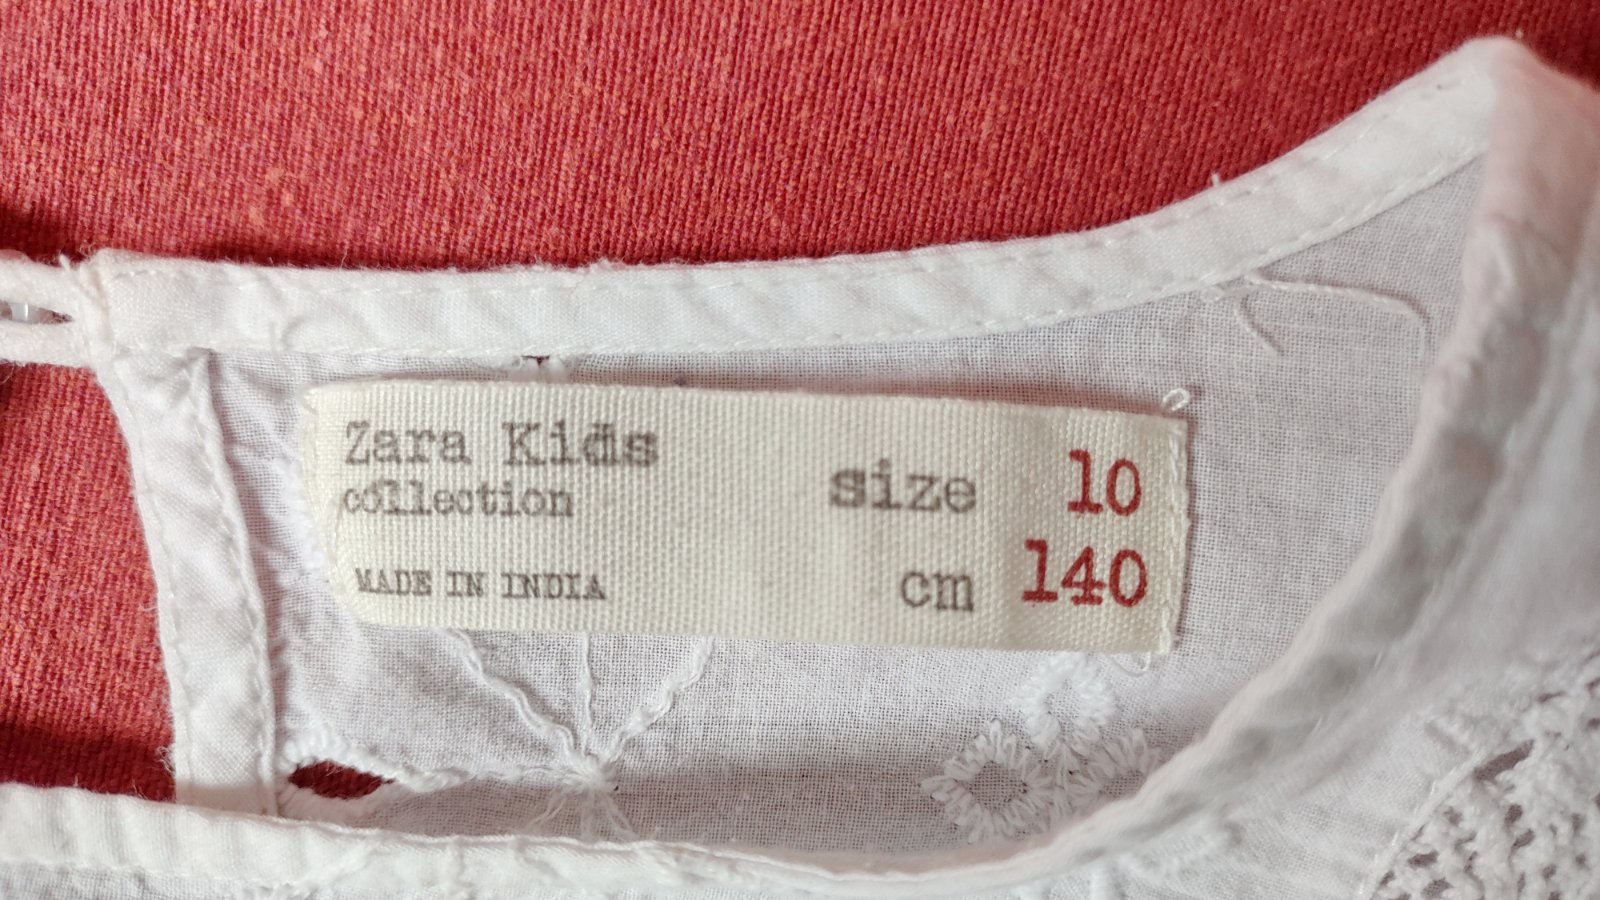 Zara Kids
collection
MADE IN INDIA
size 10
cm 140